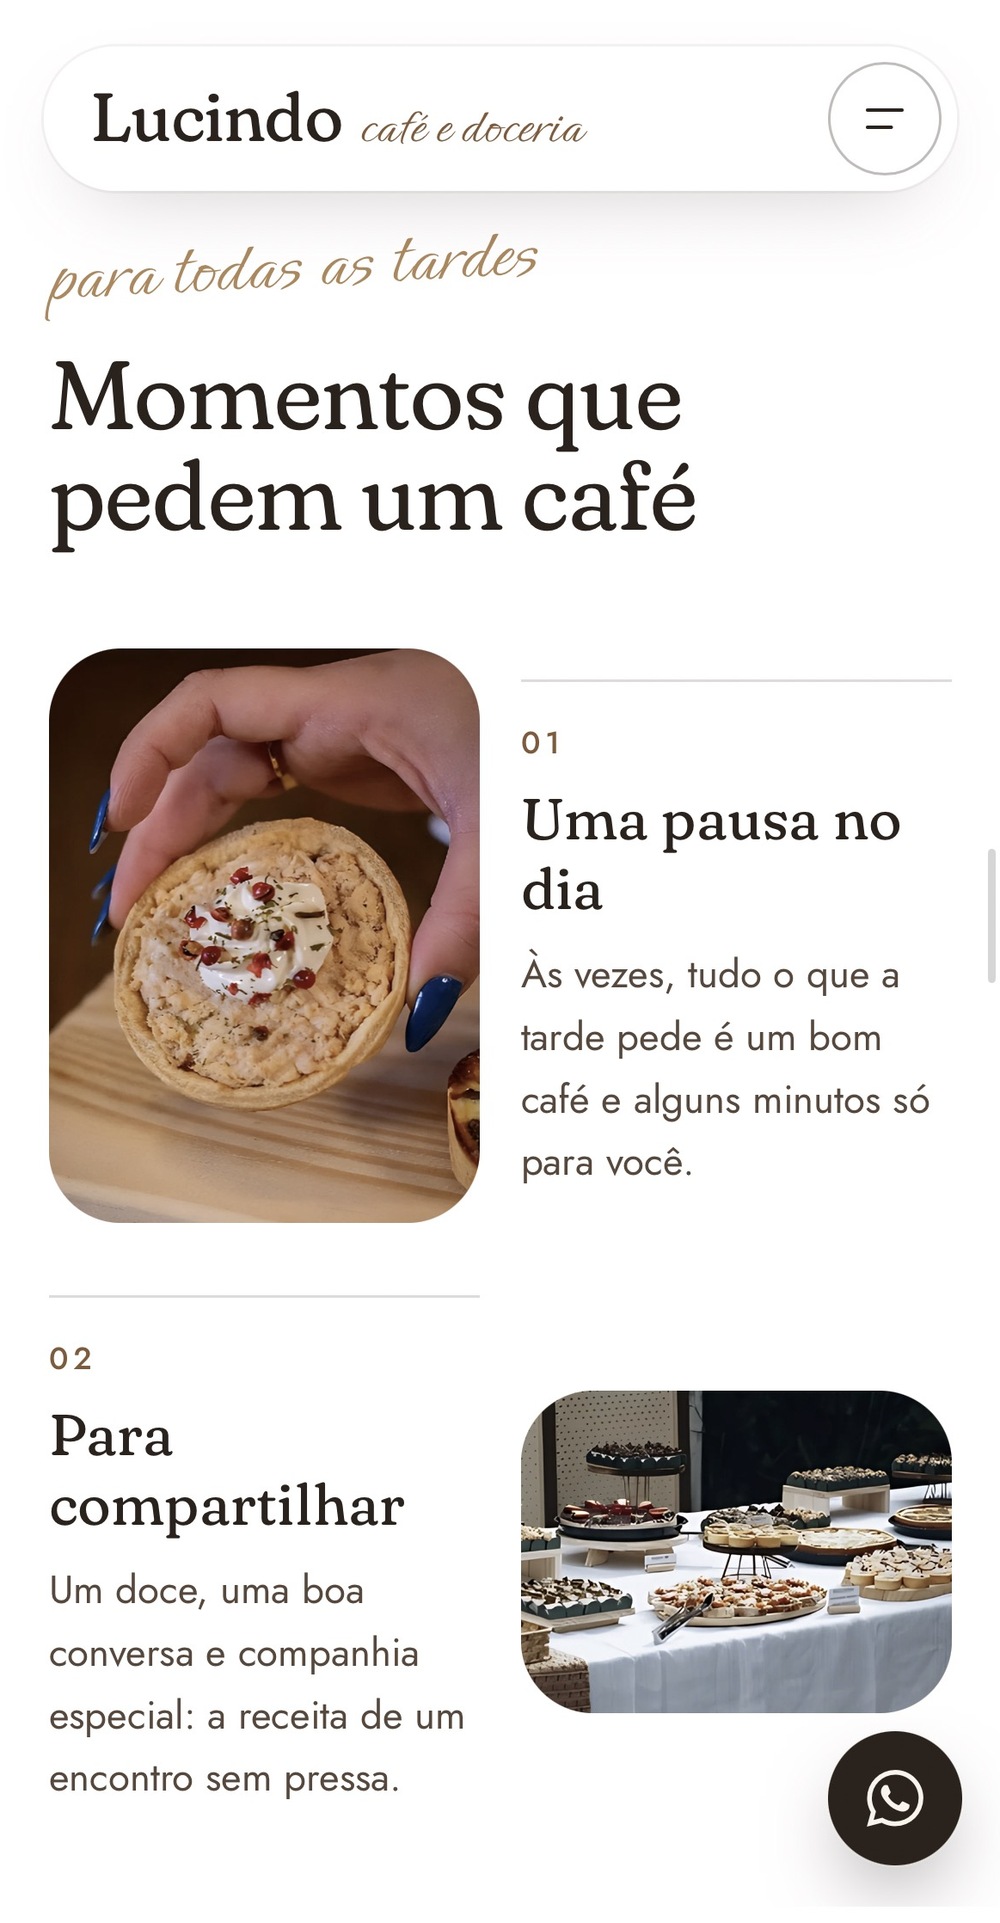 Lucindo café e doceria
para todas as tardes
Momentos que
pedem um café
01
Uma pausa no
dia
Às vezes, tudo o que a
tarde pede é um bom
café e alguns minutos só
para você.
02
Para
compartilhar
Um doce, uma boa
conversa e companhia
especial: a receita de um
encontro sem pressa.